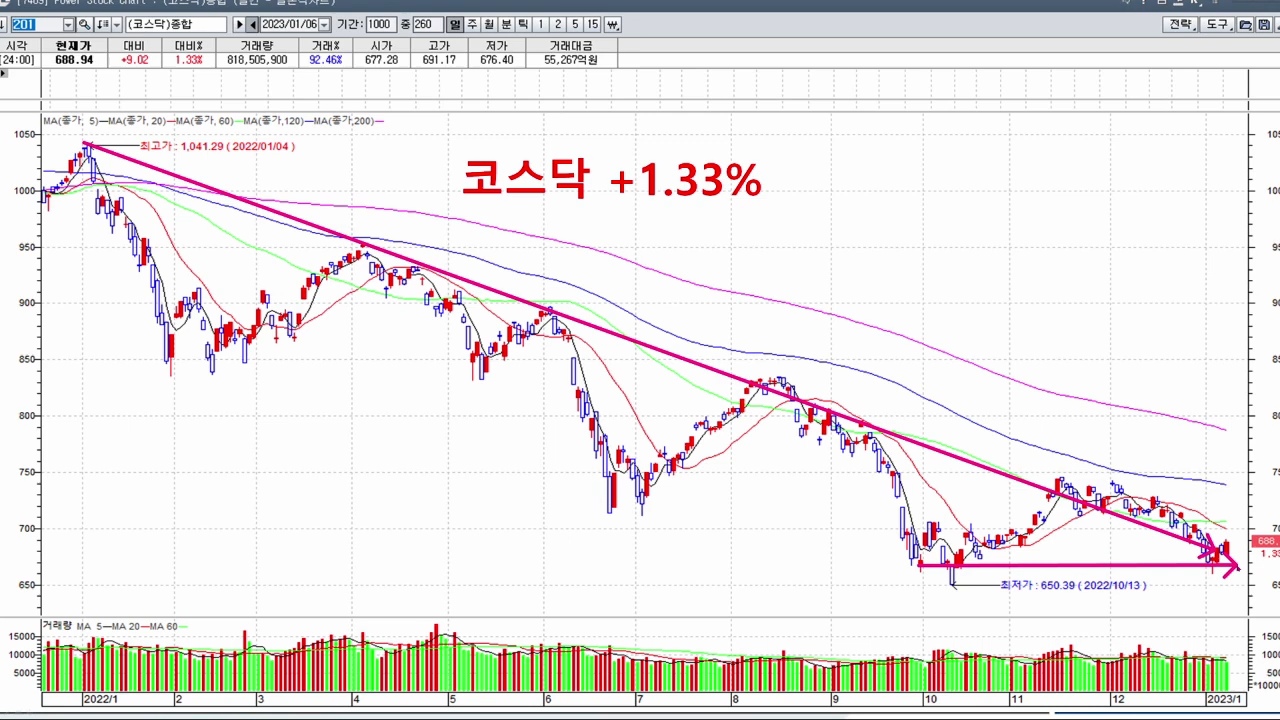 201 (코스닥)종합 2023/01/06 기간: 1000 중 260 일 주 월 분 틱 1 3 5 15 전략 도구
시각 현재가 대비 대비% 거래량 거래% 시가 고가 저가 거래대금
[24:00] 688.94 +9.02 1.33% 818,505,900 92.46% 677.28 691.17 676.40 55,267억원
MA(종가, 5) MA(종가, 20) MA(종가, 60) MA(종가,120) MA(종가,200)
최고가 : 1,041.29 ( 2022/01/04 )
코스닥 +1.33%
1050
1000
950
900
850
800
750
700
650
688.
최저가 : 650.39 ( 2022/10/13 )
거래량 MA 5 MA 20 MA 60
15000
10000
5000
*10000
2022/1 2 3 4 5 6 7 8 9 10 11 12 2023/1